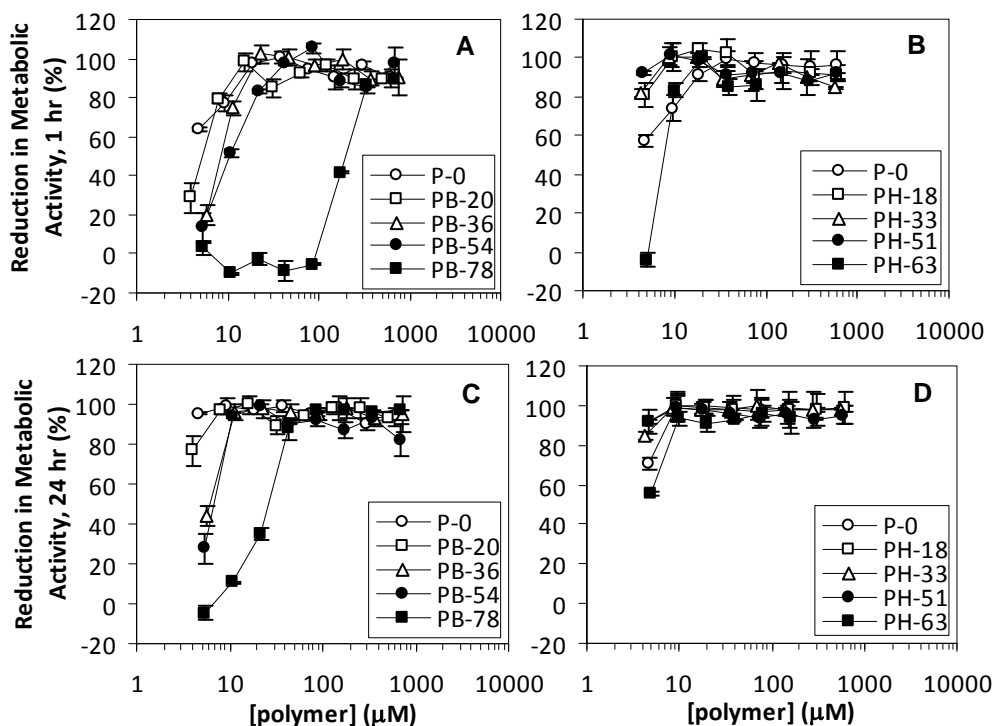 Reduction in Metabolic
Activity, 1 hr (%)
120
100
80
60
40
20
0
-20
A
P-0
PB-20
PB-36
PB-54
PB-78
1
10
100
1000
10000
120
100
80
60
40
20
0
-20
B
P-0
PH-18
PH-33
PH-51
PH-63
1
10
100
1000
10000
Reduction in Metabolic
Activity, 24 hr (%)
120
100
80
60
40
20
0
-20
C
P-0
PB-20
PB-36
PB-54
PB-78
1
10
100
1000
10000
[polymer] (μM)
120
100
80
60
40
20
0
-20
D
P-0
PH-18
PH-33
PH-51
PH-63
1
10
100
1000
10000
[polymer] (μM)